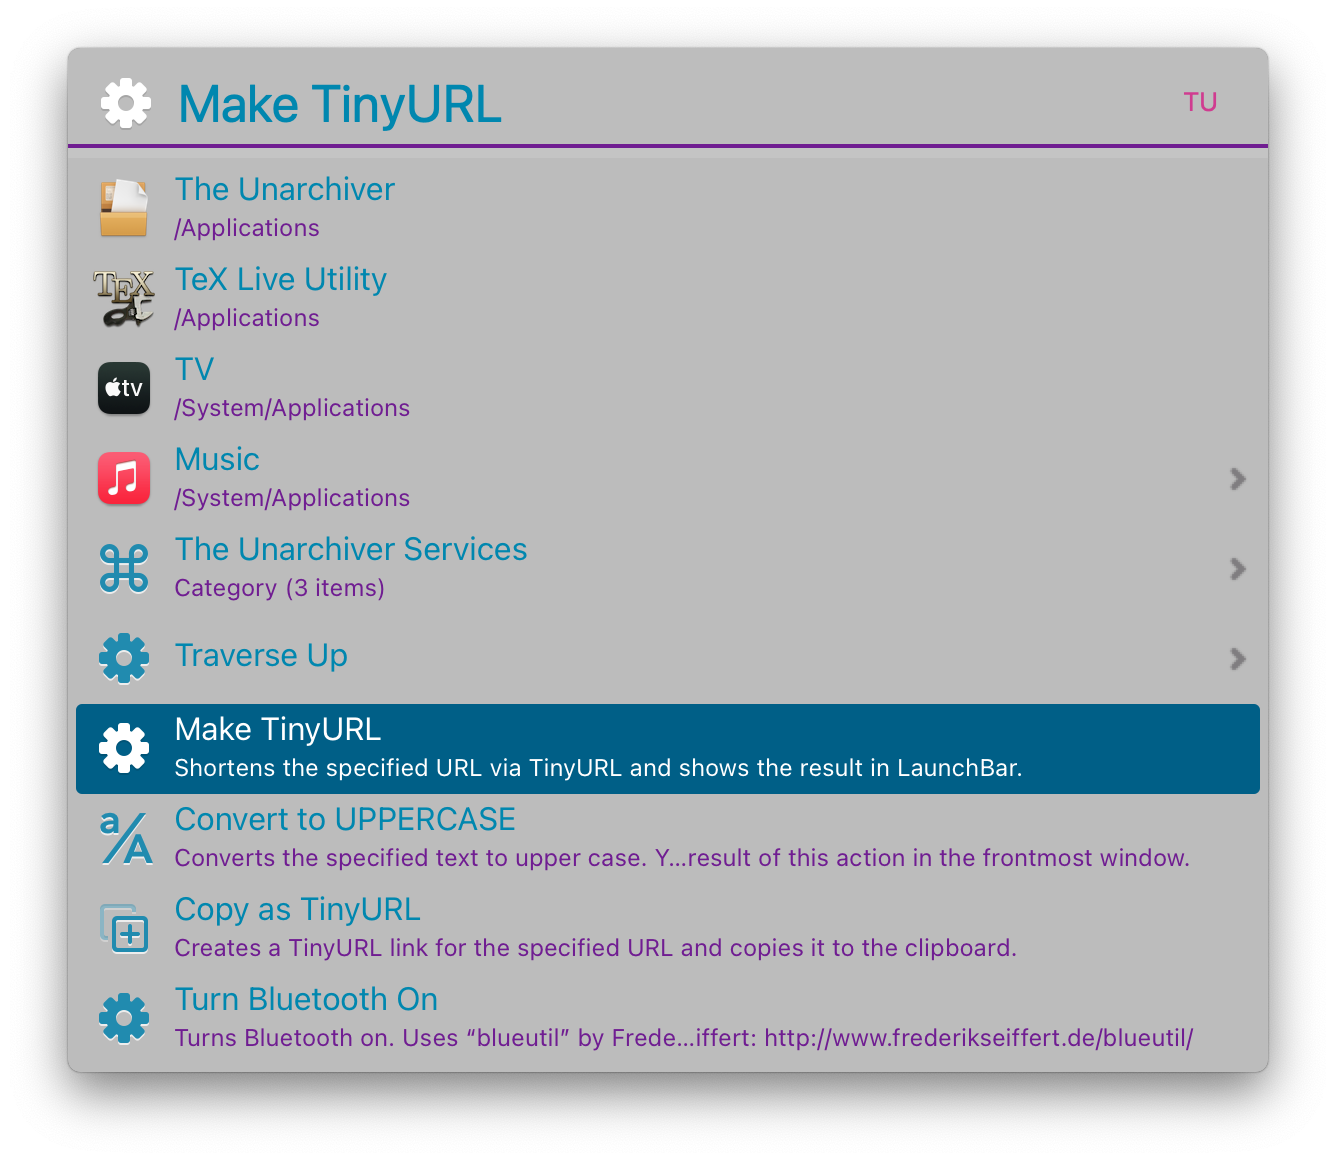 Make TinyURL
TU
The Unarchiver
/Applications
TeX Live Utility
/Applications
tv
TV
/System/Applications
Music
/System/Applications
The Unarchiver Services
Category (3 items)
Traverse Up
Make TinyURL
Shortens the specified URL via TinyURL and shows the result in LaunchBar.
a/A
Convert to UPPERCASE
Converts the specified text to upper case. Y...result of this action in the frontmost window.
Copy as TinyURL
Creates a TinyURL link for the specified URL and copies it to the clipboard.
Turn Bluetooth On
Turns Bluetooth on. Uses “blueutil” by Frede...iffert: http://www.frederikseiffert.de/blueutil/